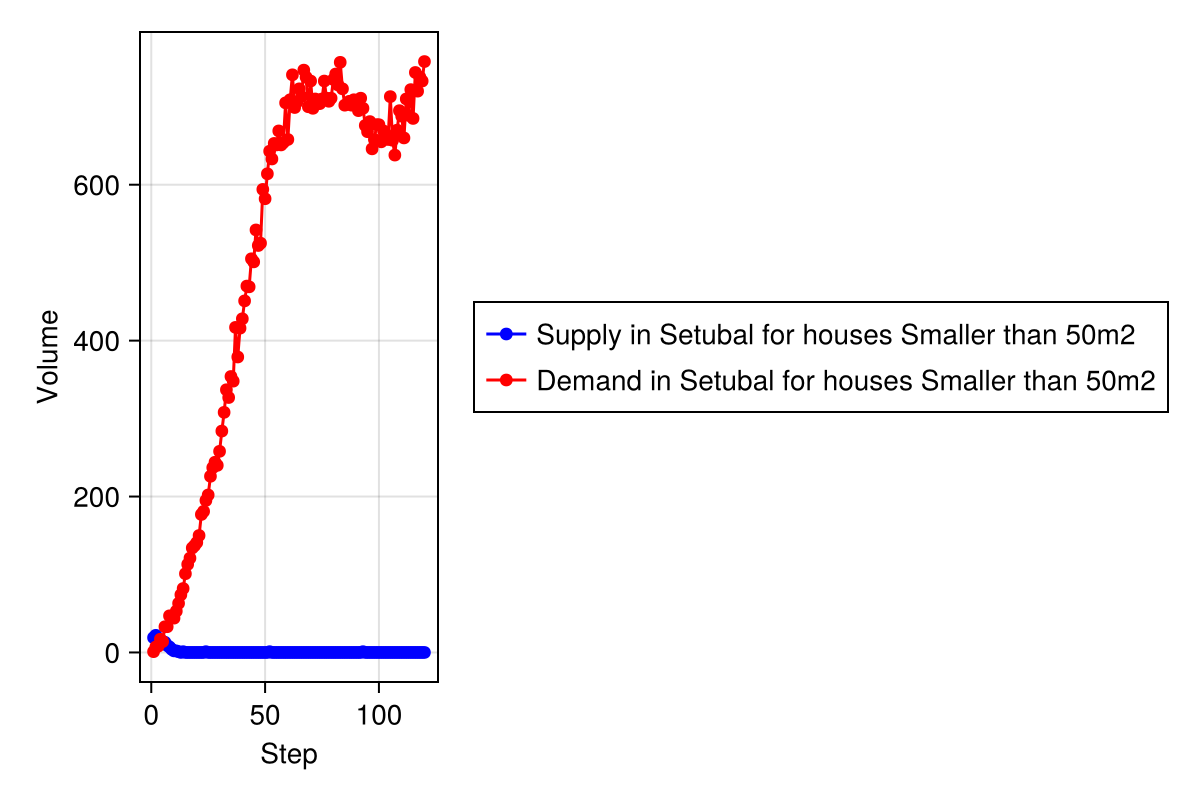 Volume
600
400
200
0
0 50 100
Step
Supply in Setubal for houses Smaller than 50m2
Demand in Setubal for houses Smaller than 50m2